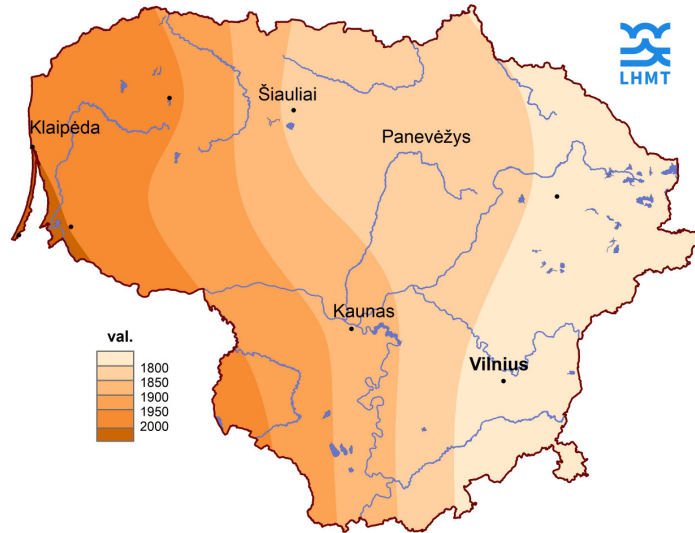 LHMT
Šiauliai
Klaipėda
Panevėžys
Kaunas
Vilnius
val.
1800
1850
1900
1950
2000